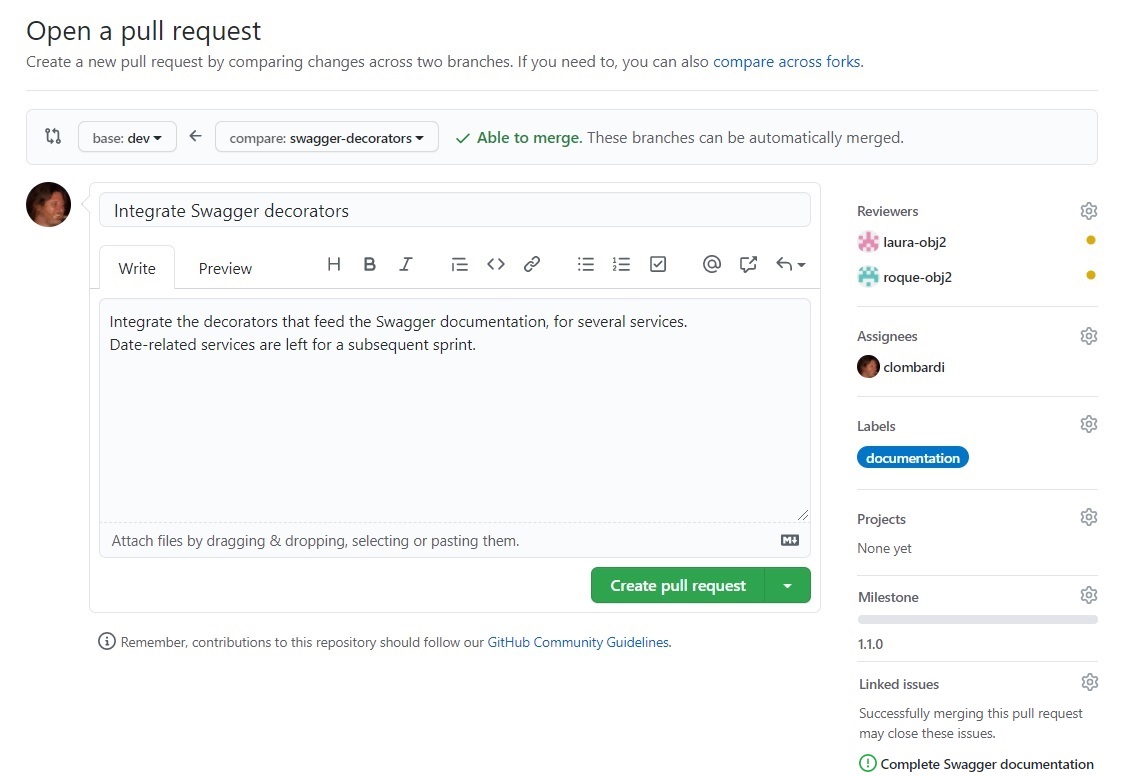 Open a pull request
Create a new pull request by comparing changes across two branches. If you need to, you can also compare across forks.
base: dev
compare: swagger-decorators
Able to merge. These branches can be automatically merged.
Integrate Swagger decorators
Write
Preview
H B I
Integrate the decorators that feed the Swagger documentation, for several services.
Date-related services are left for a subsequent sprint.
Attach files by dragging & dropping, selecting or pasting them.
Create pull request
Remember, contributions to this repository should follow our GitHub Community Guidelines.
Reviewers
laura-obj2
roque-obj2
Assignees
clombardi
Labels
documentation
Projects
None yet
Milestone
1.1.0
Linked issues
Successfully merging this pull request
may close these issues.
Complete Swagger documentation